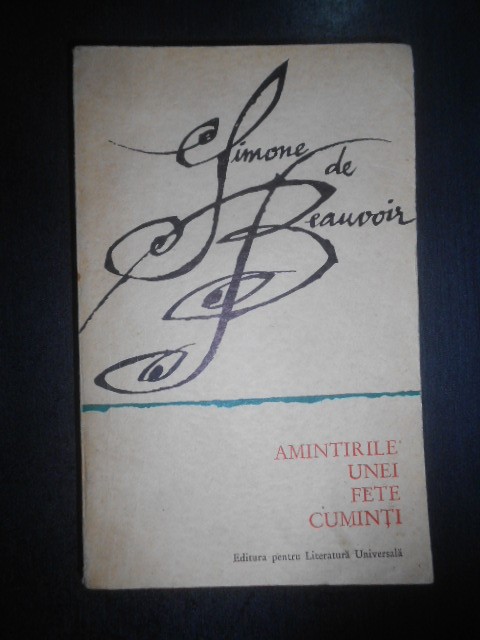 Simone
de
Beauvoir
AMINTIRILE
UNEI
FETE
CUMINȚI
Editura pentru Literatură Universală